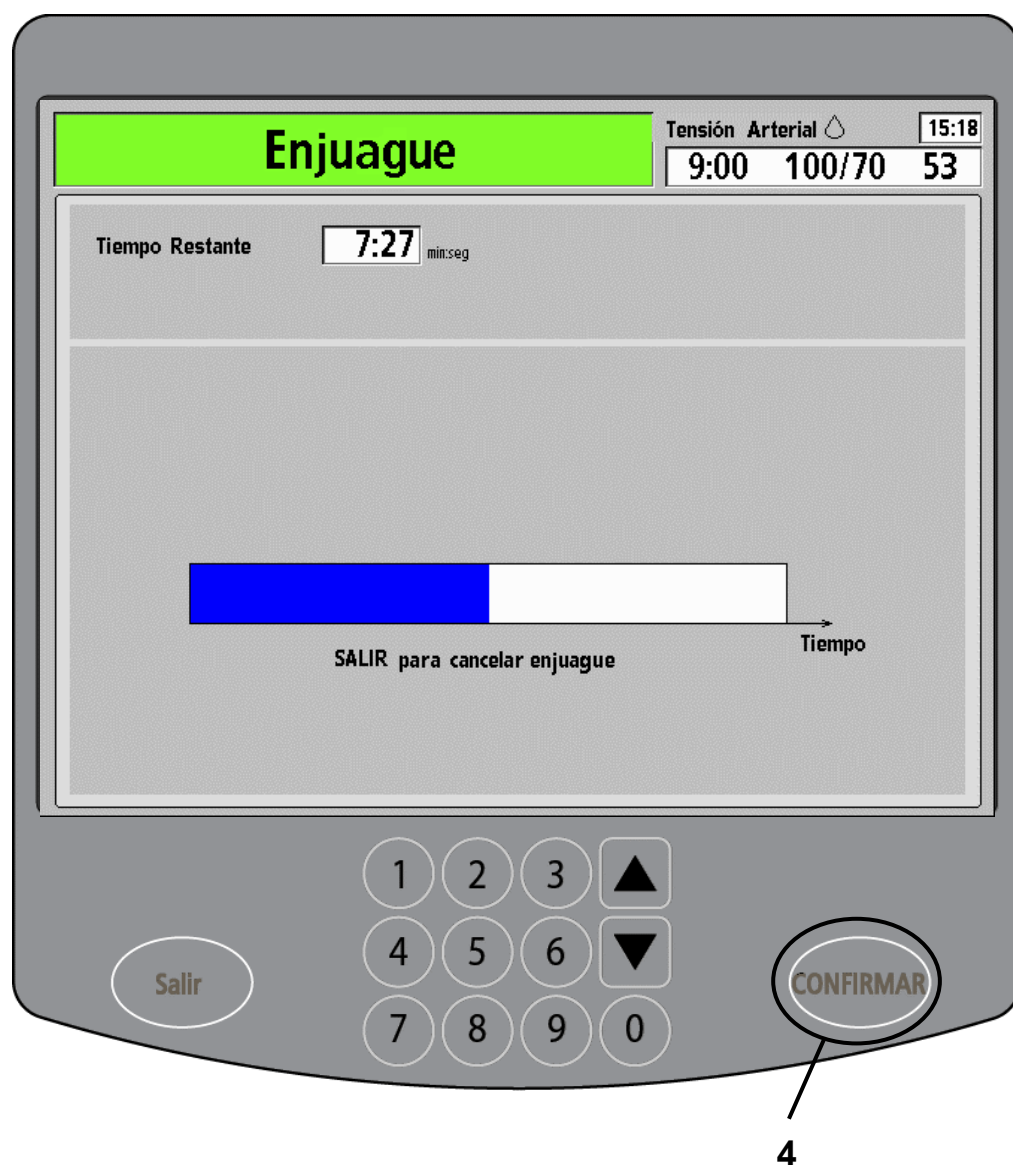 Enjuague
Tensión Arterial 15:18
9:00 100/70 53
Tiempo Restante 7:27 min:seg
Tiempo
SALIR para cancelar enjuague
1 2 3
4 5 6
Salir
CONFIRMAR
7 8 9 0
4